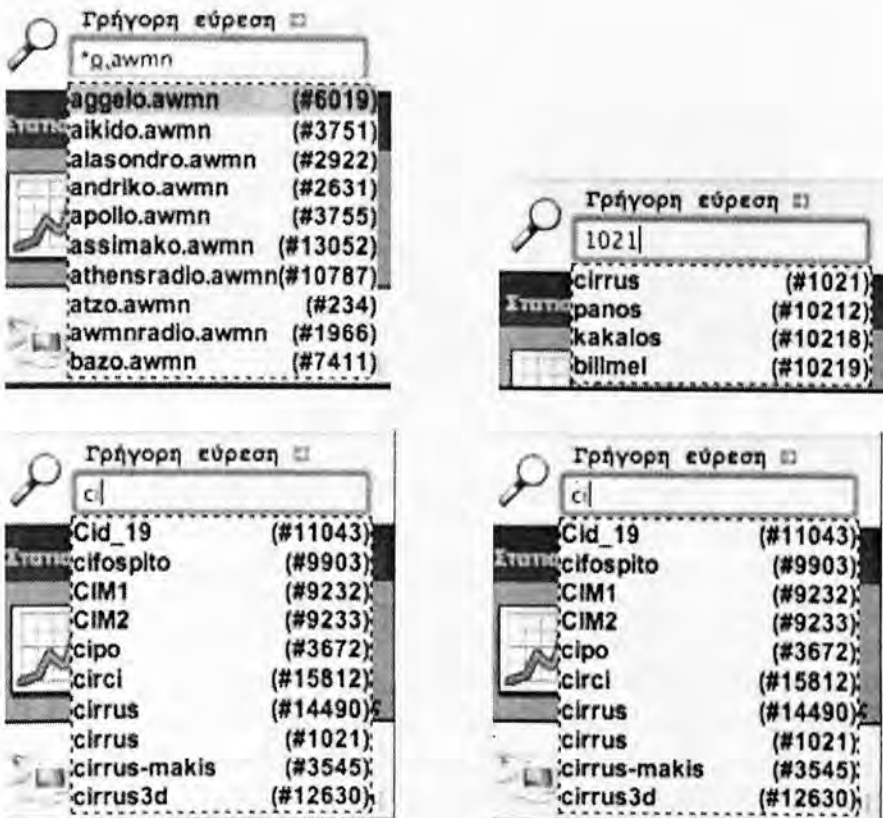 Γρήγορη εύρεση
*o.awmn
aggelo.awmn (#6019)
aikido.awmn (#3751)
alasondro.awmn (#2922)
andriko.awmn (#2631)
apollo.awmn (#3755)
assimako.awmn (#13052)
athensradio.awmn(#10787)
atzo.awmn (#234)
awmnradio.awmn (#1966)
bazo.awmn (#7411)
Γρήγορη εύρεση
1021
cirrus (#1021)
panos (#10212)
kakalos (#10218)
billmel (#10219)
Γρήγορη εύρεση
ci
Cid_19 (#11043)
cifospito (#9903)
CIM1 (#9232)
CIM2 (#9233)
cipo (#3672)
circi (#15812)
cirrus (#14490)
cirrus (#1021)
cirrus-makis (#3545)
cirrus3d (#12630)
Γρήγορη εύρεση
ci
Cid_19 (#11043)
cifospito (#9903)
CIM1 (#9232)
CIM2 (#9233)
cipo (#3672)
circi (#15812)
cirrus (#14490)
cirrus (#1021)
cirrus-makis (#3545)
cirrus3d (#12630)